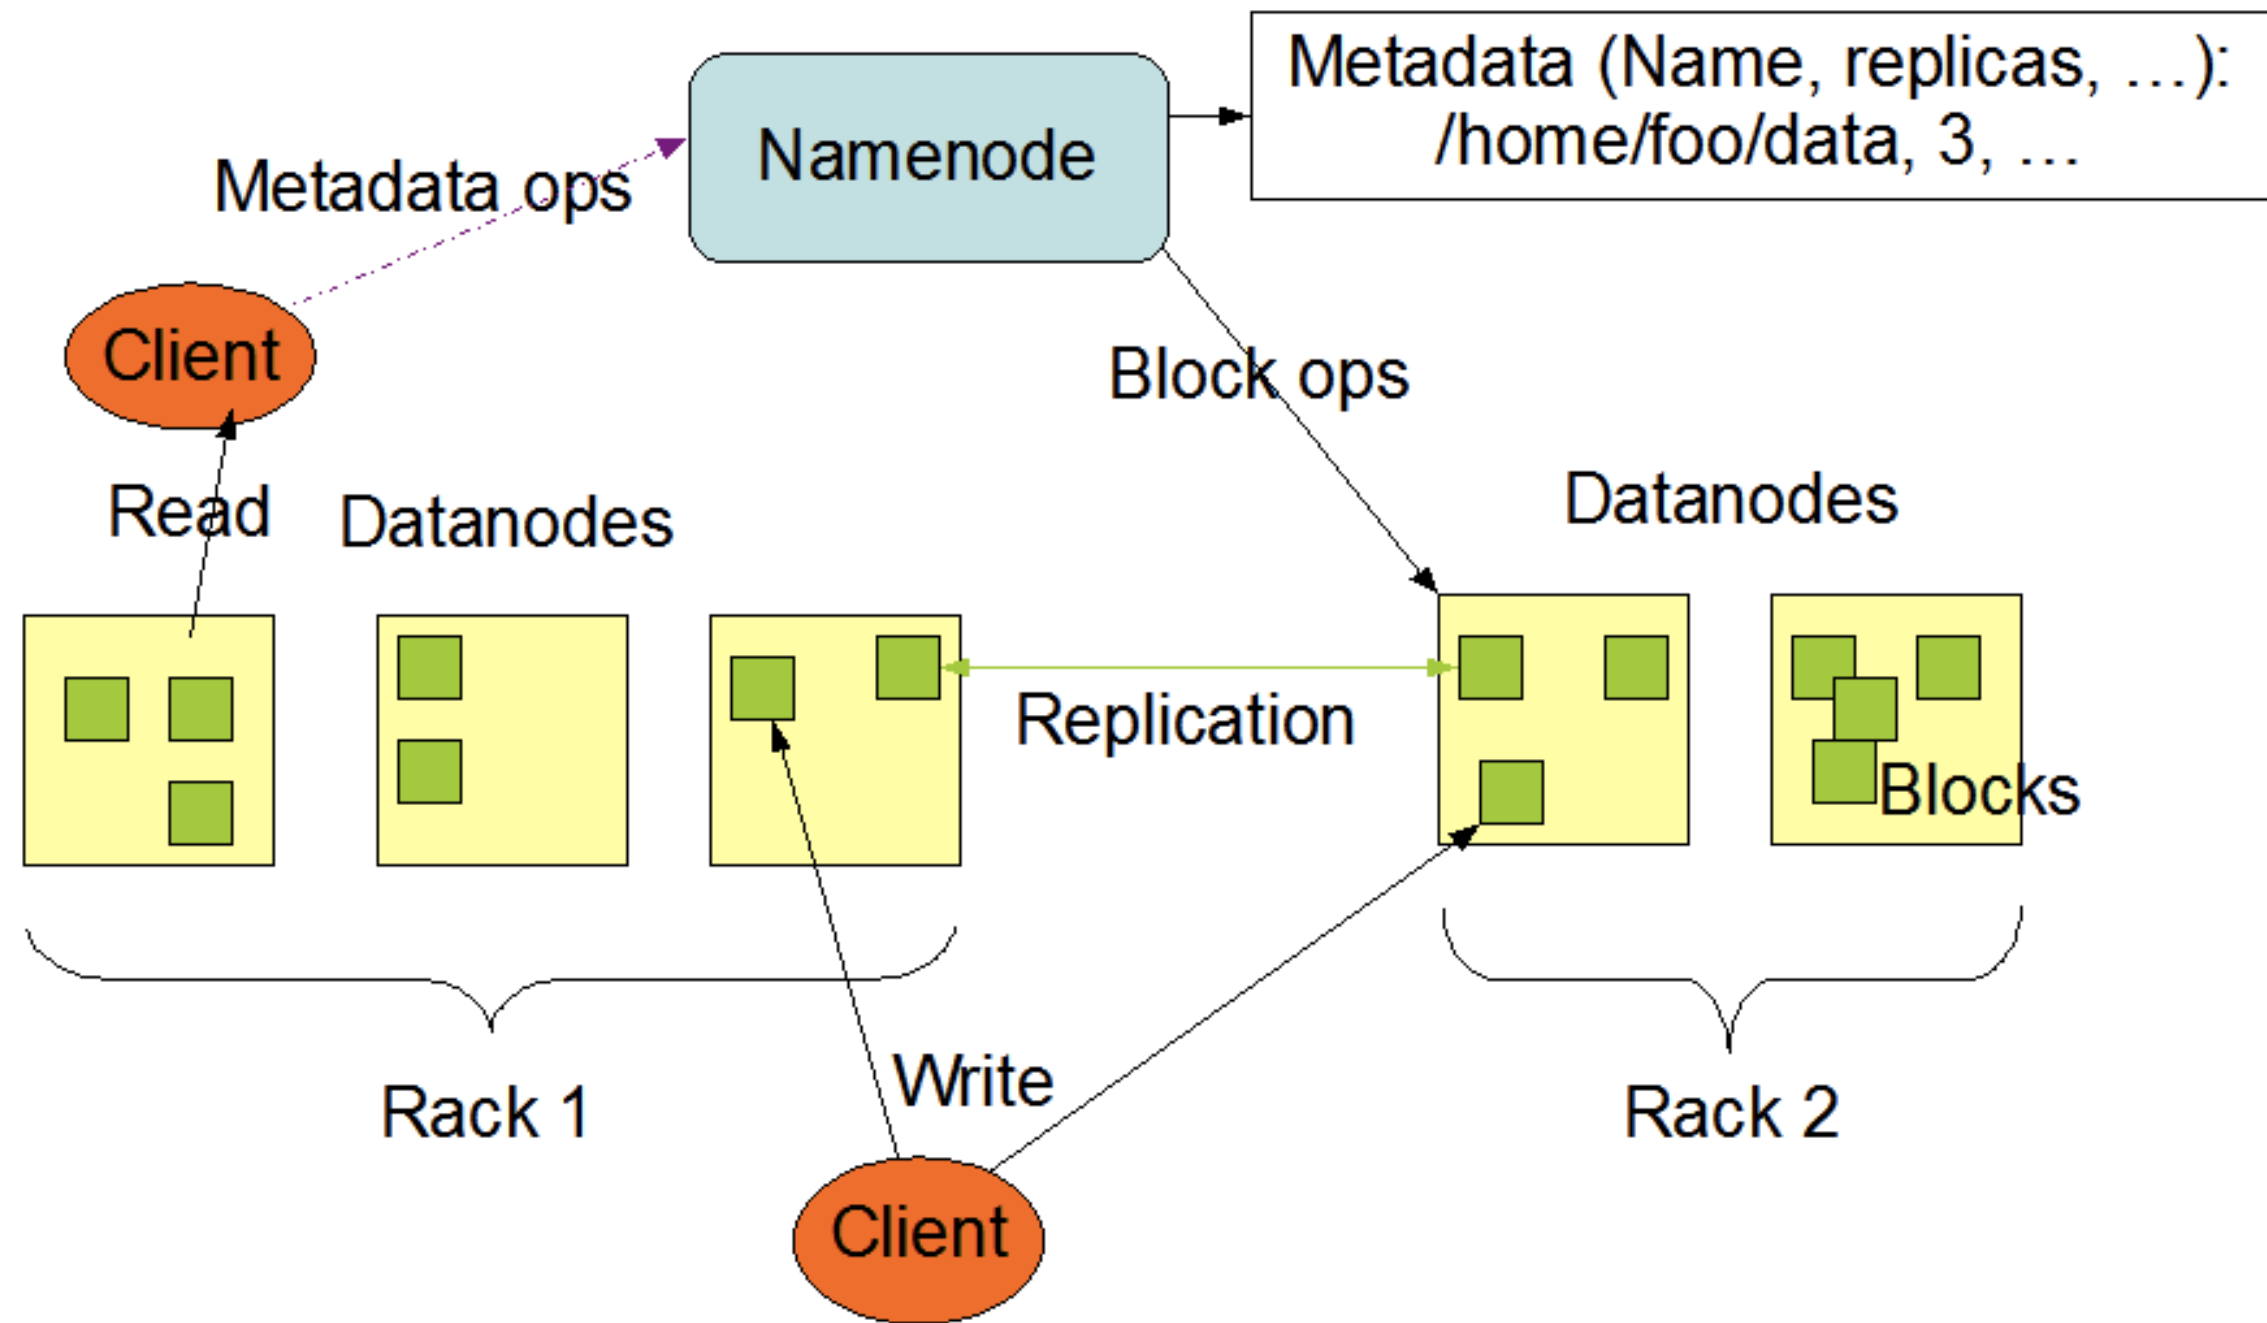 Metadata (Name, replicas, …):
/home/foo/data, 3, …
Namenode
Metadata ops
Client
Block ops
Read
Datanodes
Datanodes
Replication
Blocks
Rack 1
Write
Rack 2
Client